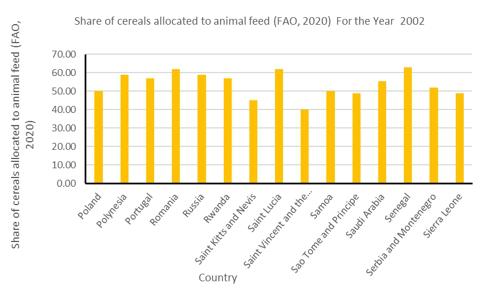 Share of cereals allocated to animal feed (FAO, 2020)  For the Year  2002
Share of cereals allocated to animal feed (FAO,
2020)
70.00
60.00
50.00
40.00
30.00
20.00
10.00
0.00
Poland
Polynesia
Portugal
Romania
Russia
Rwanda
Saint Kitts and Nevis
Saint Lucia
Saint Vincent and the…
Samoa
Sao Tome and Principe
Saudi Arabia
Senegal
Serbia and Montenegro
Sierra Leone
Country